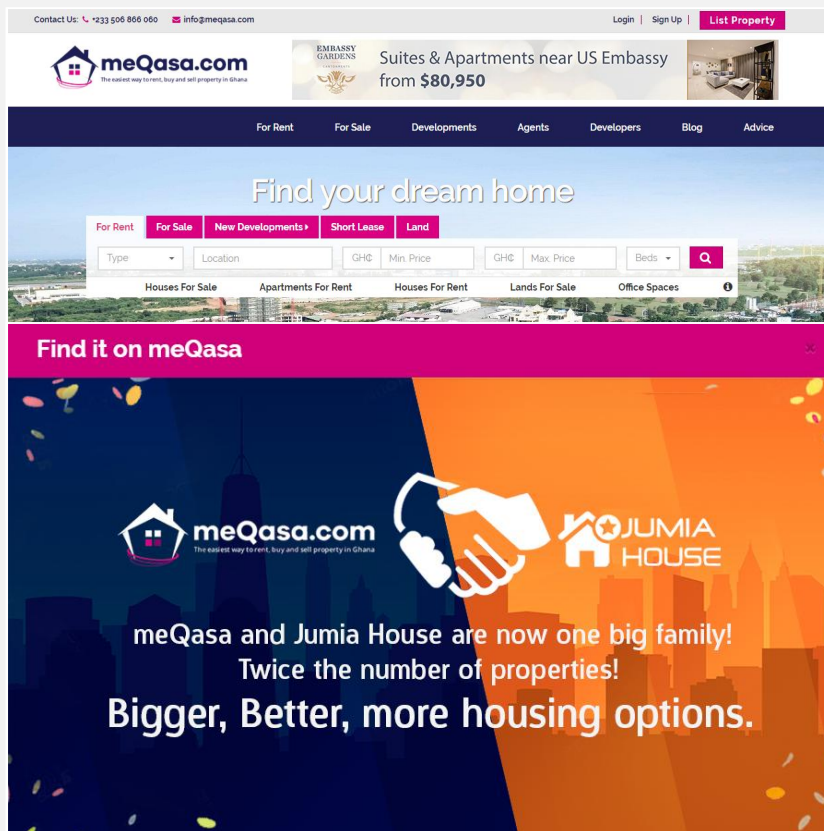 Contact Us: +233 506 866 060 info@meqasa.com Login | Sign Up | List Property
meQasa.com
The easiest way to rent, buy and sell property in Ghana
EMBASSY
GARDENS
CANTONMENTS
Suites & Apartments near US Embassy
from $80,950
For Rent For Sale Developments Agents Developers Blog Advice
Find your dream home
For Rent For Sale New Developments Short Lease Land
Type Location GH₵ Min. Price GH₵ Max. Price Beds
Houses For Sale Apartments For Rent Houses For Rent Lands For Sale Office Spaces
Find it on meQasa ×
meQasa.com
The easiest way to rent, buy and sell property in Ghana
JUMIA
HOUSE
meQasa and Jumia House are now one big family!
Twice the number of properties!
Bigger, Better, more housing options.